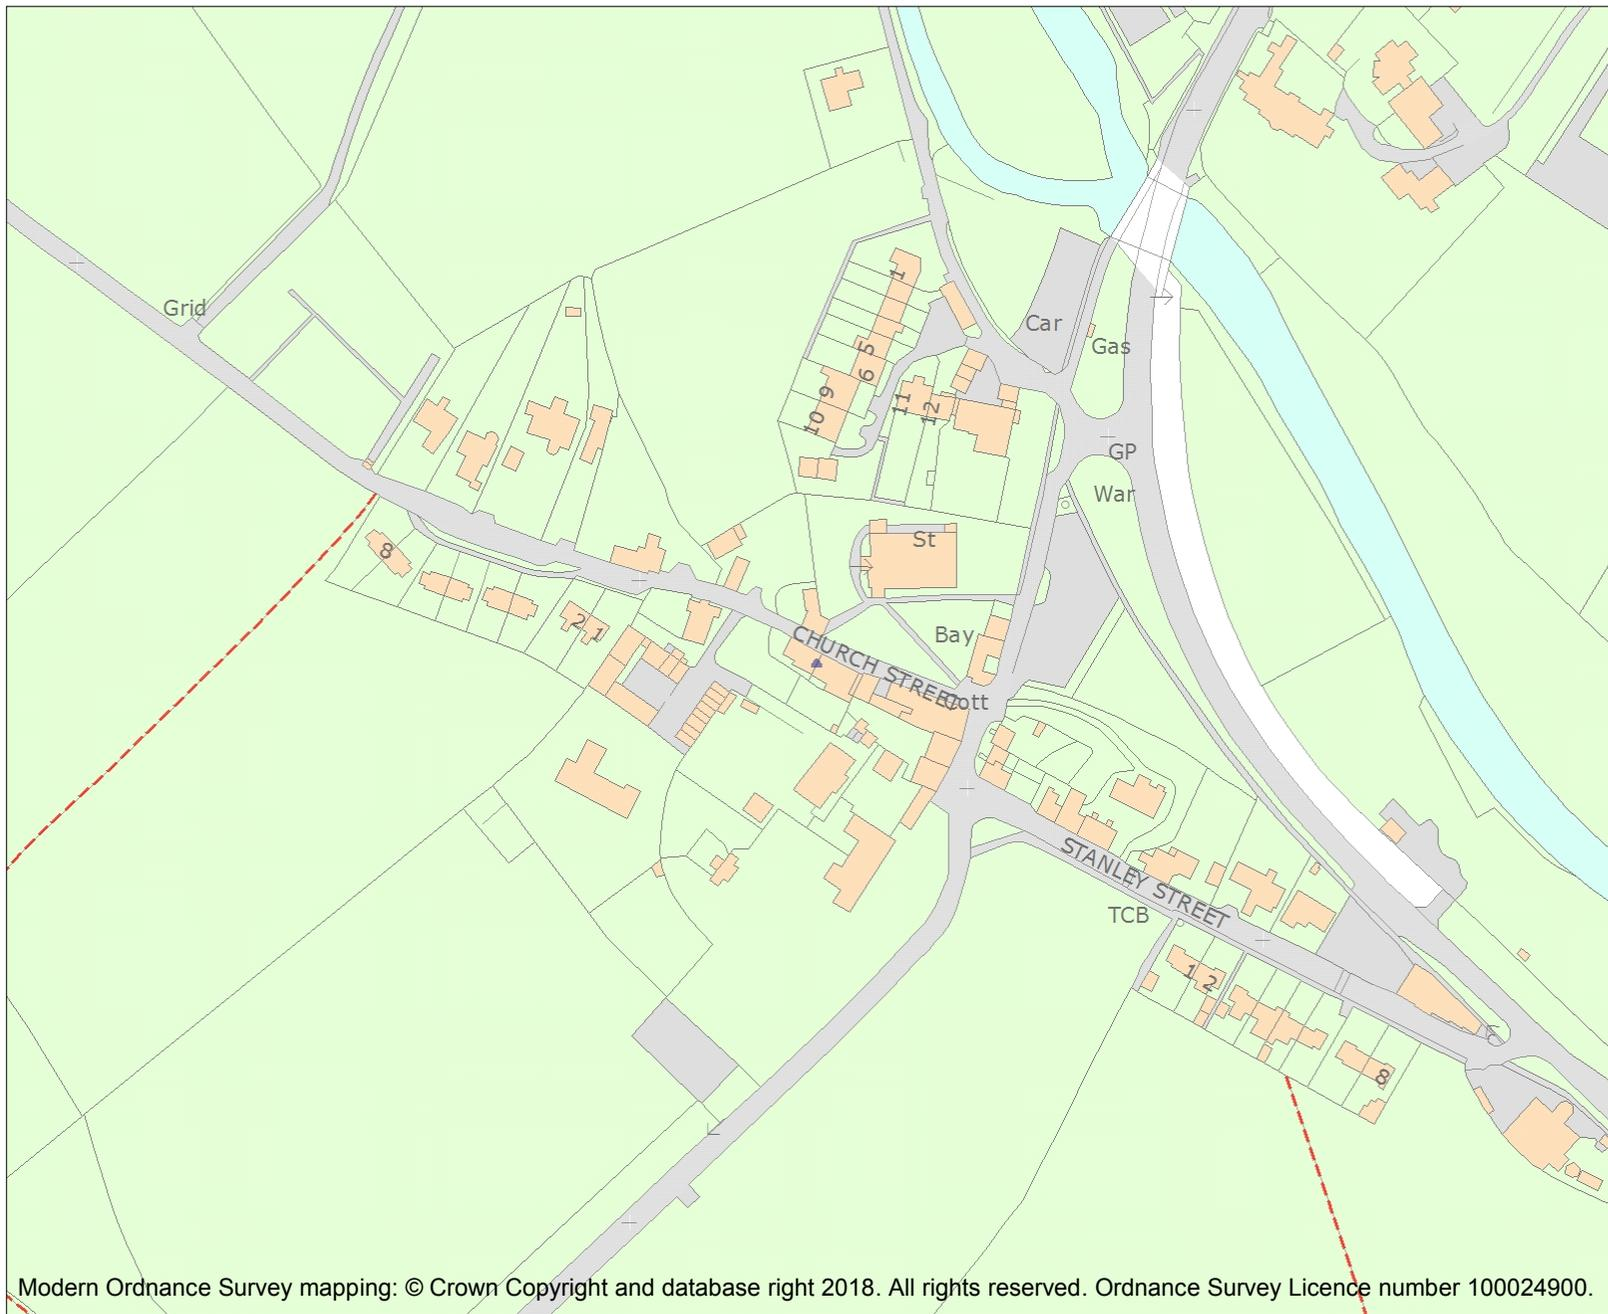 Grid
1
Car
Gas
5
6
9
11
12
10
GP
War
St
8
2 1
Bay
CHURCH STREET
Cott
STANLEY STREET
TCB
1 2
8
Modern Ordnance Survey mapping: © Crown Copyright and database right 2018. All rights reserved. Ordnance Survey Licence number 100024900.